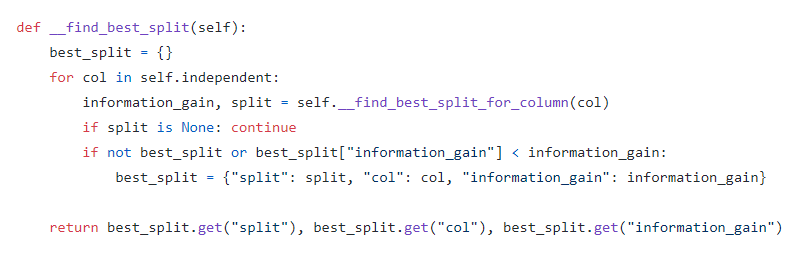 def __find_best_split(self):
    best_split = {}
    for col in self.independent:
        information_gain, split = self.__find_best_split_for_column(col)
        if split is None: continue
        if not best_split or best_split["information_gain"] < information_gain:
            best_split = {"split": split, "col": col, "information_gain": information_gain}
    return best_split.get("split"), best_split.get("col"), best_split.get("information_gain")